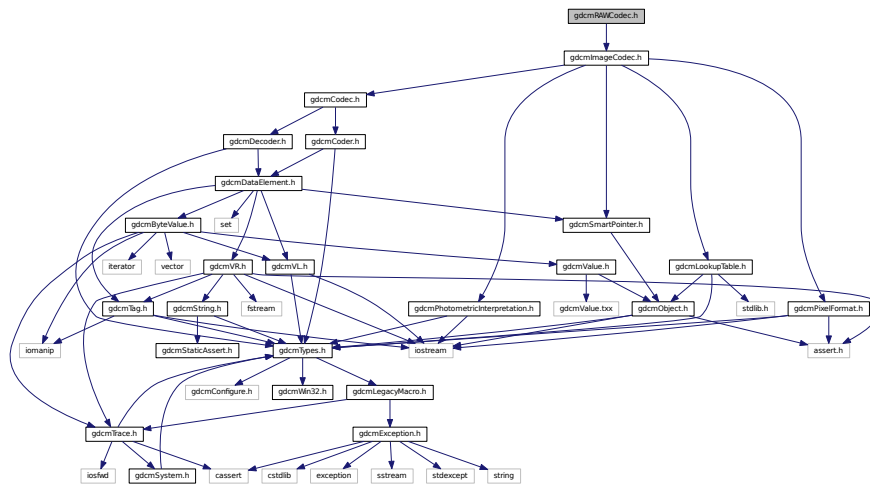 gdcmRAWCodec.h
gdcmImageCodec.h
gdcmCodec.h
gdcmDecoder.h
gdcmCoder.h
gdcmDataElement.h
gdcmByteValue.h
set
gdcmSmartPointer.h
iterator
vector
gdcmVR.h
gdcmVL.h
gdcmValue.h
gdcmLookupTable.h
gdcmTag.h
gdcmString.h
fstream
gdcmPhotometricInterpretation.h
gdcmValue.txx
gdcmObject.h
stdlib.h
gdcmPixelFormat.h
iomanip
gdcmStaticAssert.h
gdcmTypes.h
iostream
assert.h
gdcmConfigure.h
gdcmWin32.h
gdcmLegacyMacro.h
gdcmTrace.h
gdcmException.h
iosfwd
gdcmSystem.h
cassert
cstdlib
exception
sstream
stdexcept
string